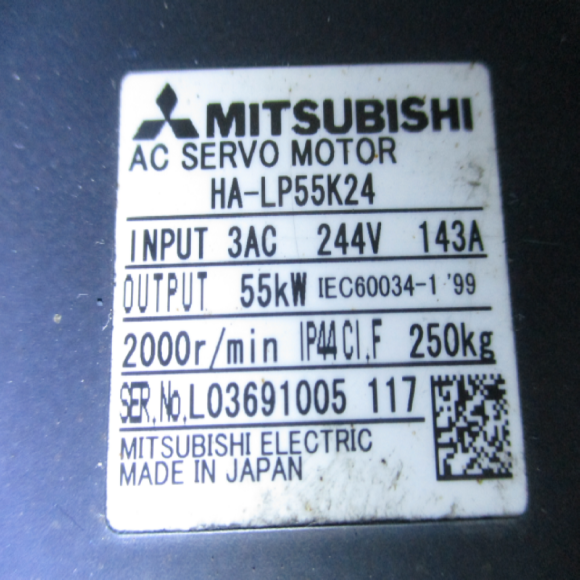 MITSUBISHI
AC SERVO MOTOR
HA-LP55K24
INPUT 3AC 244V 143A
OUTPUT 55kW IEC60034-1 '99
2000r/min IP44 CI.F 250kg
SER.No.L03691005 117
MITSUBISHI ELECTRIC
MADE IN JAPAN